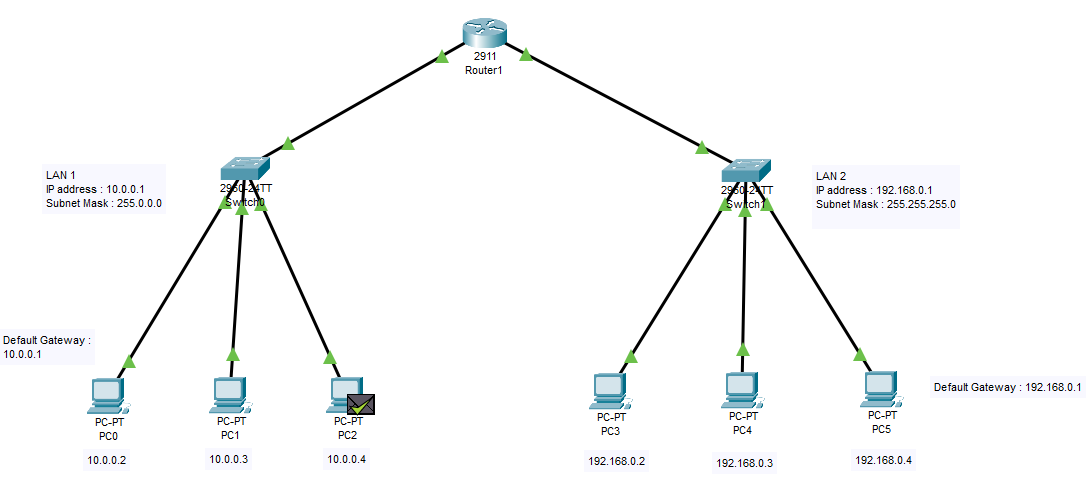 2911
Router1
LAN 1
IP address : 10.0.0.1
Subnet Mask : 255.0.0.0
2960-24TT
Switch0
2960-24TT
Switch1
LAN 2
IP address : 192.168.0.1
Subnet Mask : 255.255.255.0
Default Gateway :
10.0.0.1
Default Gateway : 192.168.0.1
PC-PT
PC0
PC-PT
PC1
PC-PT
PC2
PC-PT
PC3
PC-PT
PC4
PC-PT
PC5
10.0.0.2
10.0.0.3
10.0.0.4
192.168.0.2
192.168.0.3
192.168.0.4